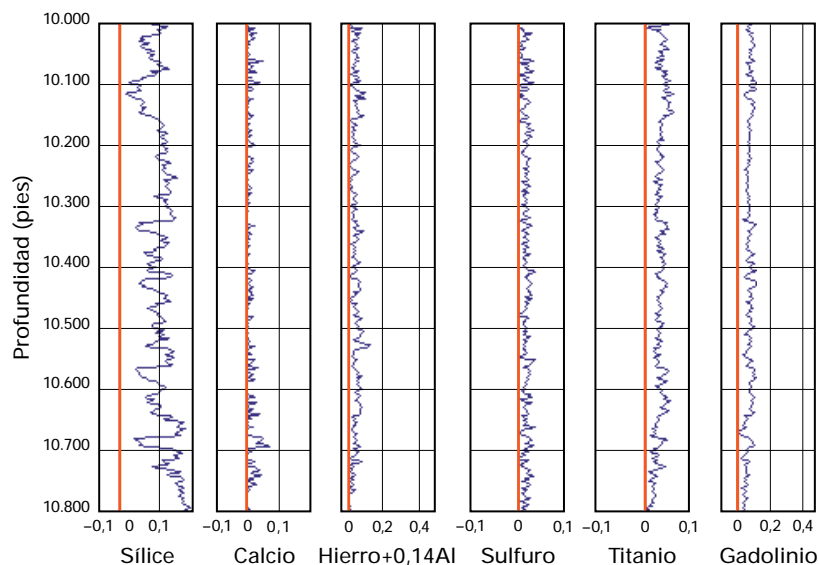 10.000
10.100
10.200
10.300
10.400
10.500
10.600
10.700
10.800
Profundidad (pies)
–0,1 0 0,1
–0,1 0 0,1
0 0,2 0,4
–0,1 0 0,1
–0,1 0 0,1
0 0,2 0,4
Sílice
Calcio
Hierro+0,14Al
Sulfuro
Titanio
Gadolinio